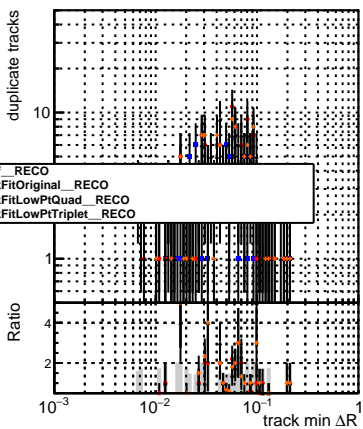 duplicate tracks
10
1
__RECO
FitOriginal__RECO
FitLowPtQuad__RECO
FitLowPtTriplet__RECO
Ratio
4
2
10−3
10−2
10−1
1
track min ΔR